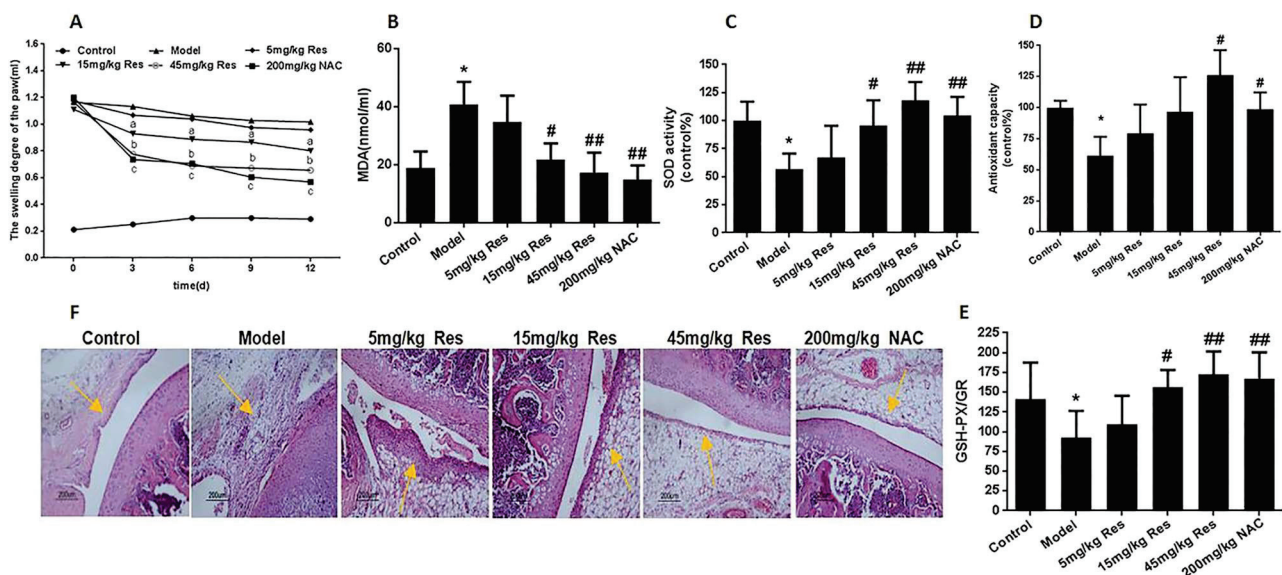 A
The swelling degree of the paw(ml)
1.6
1.4
1.2
1.0
0.8
0.6
0.4
0.2
0.0
Control Model 5mg/kg Res
15mg/kg Res 45mg/kg Res 200mg/kg NAC
a a a a
b b b b
c c c c
0 3 6 9 12
time(d)
B
MDA(nmol/ml)
60
40
20
0
* # ## ##
Control Model 5mg/kg Res 15mg/kg Res 45mg/kg Res 200mg/kg NAC
C
SOD activity
(control%)
150
125
100
75
50
25
0
* # ## ##
Control Model 5mg/kg Res 15mg/kg Res 45mg/kg Res 200mg/kg NAC
D
Antioxidant capacity
(control%)
150
125
100
75
50
25
0
* # #
Control Model 5mg/kg Res 15mg/kg Res 45mg/kg Res 200mg/kg NAC
F
Control Model 5mg/kg Res 15mg/kg Res 45mg/kg Res 200mg/kg NAC
200um 200um 200um 200um 200um 200um
E
GSH-PX/GR
225
200
175
150
125
100
75
50
25
0
* # ## ##
Control Model 5mg/kg Res 15mg/kg Res 45mg/kg Res 200mg/kg NAC